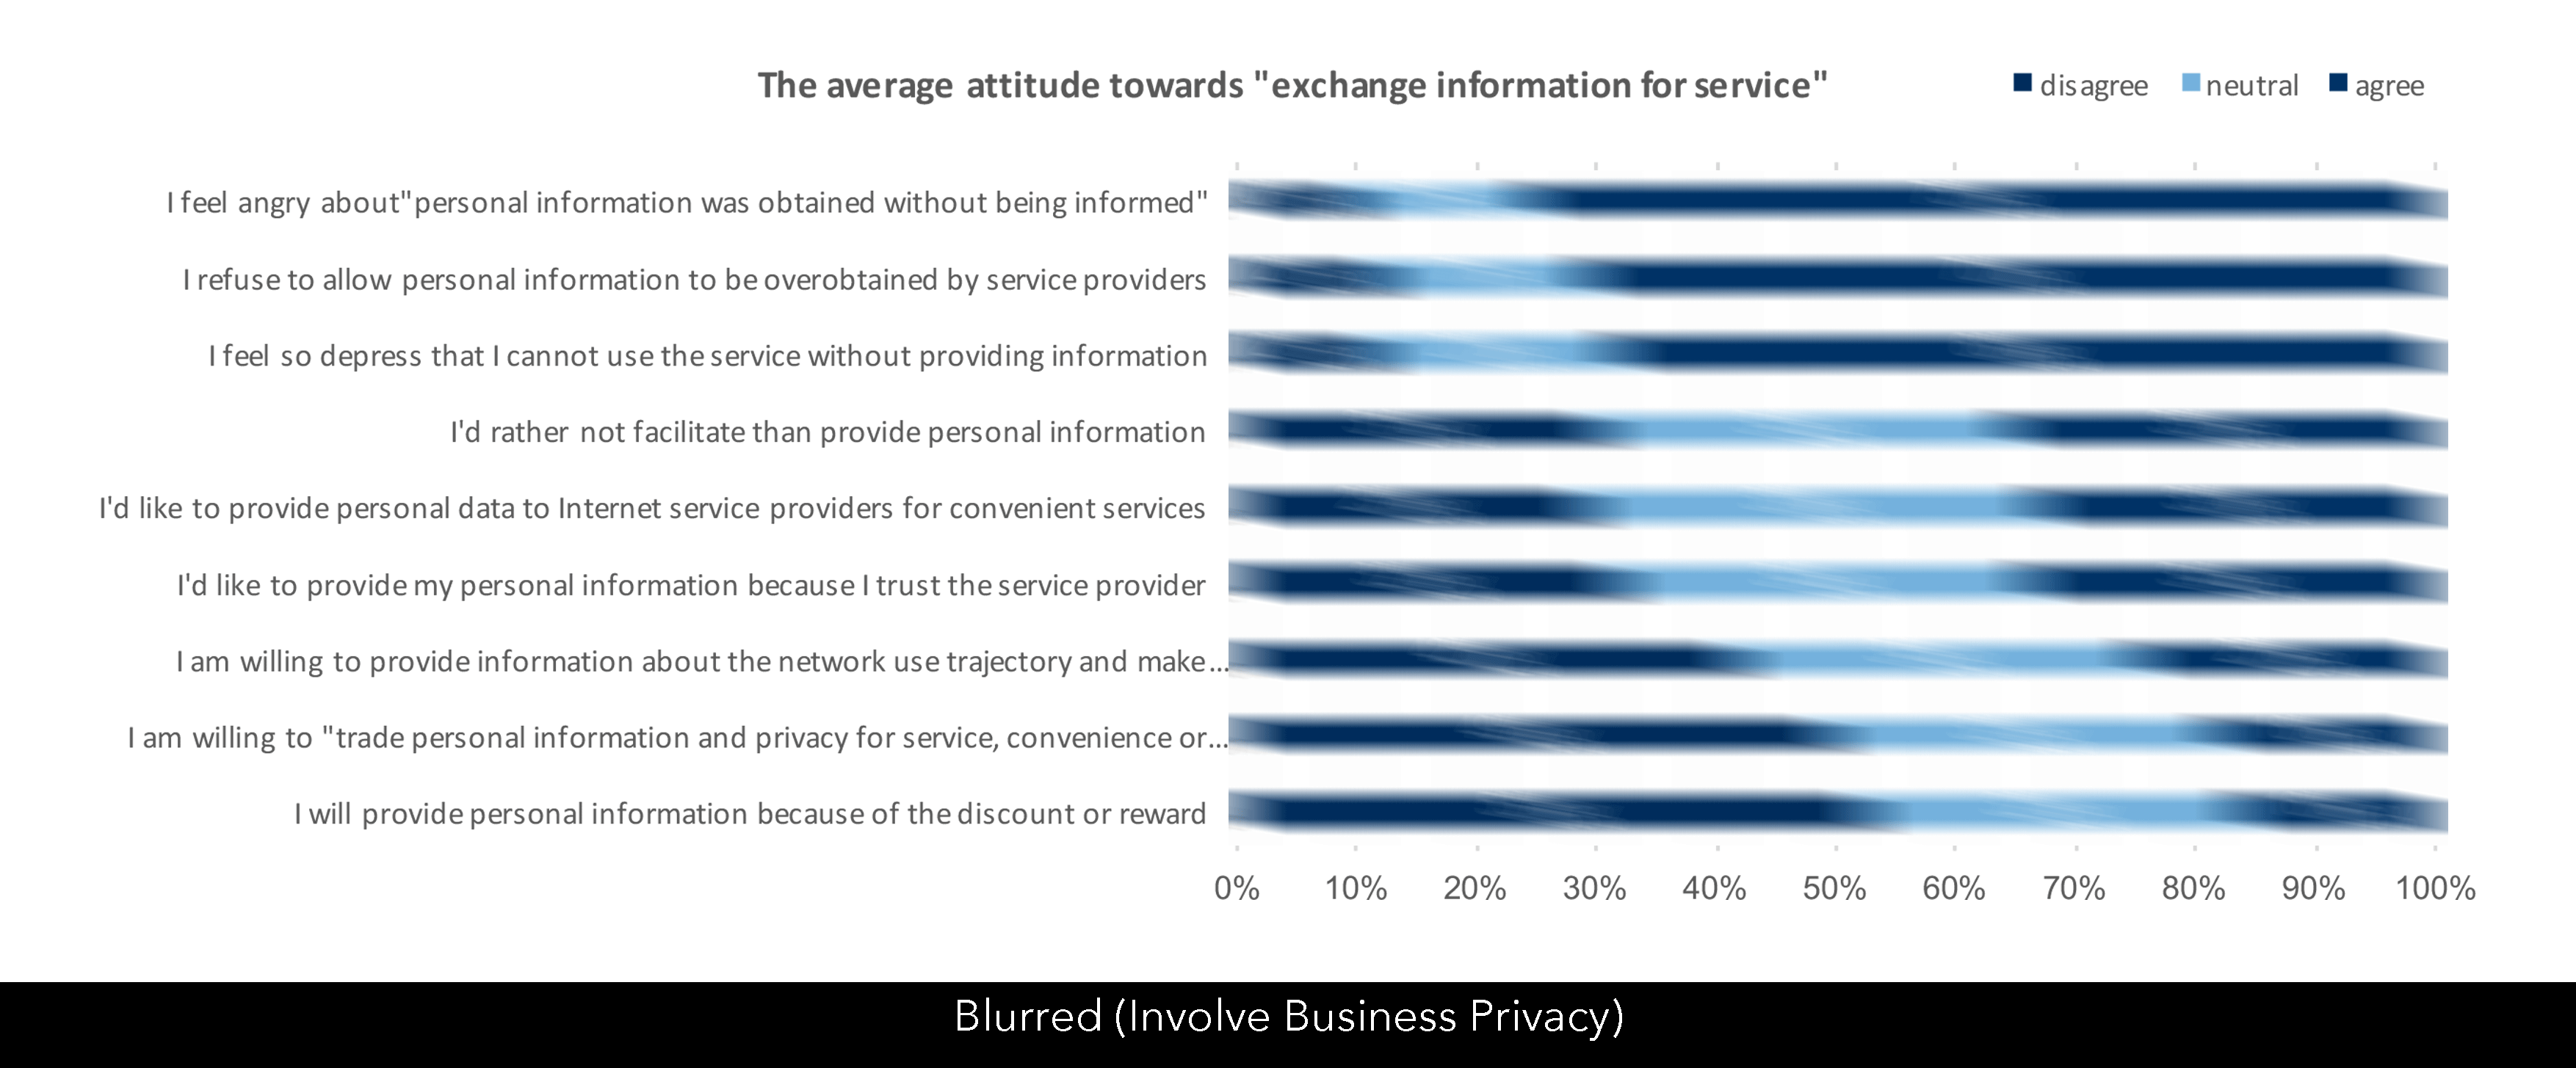 The average attitude towards "exchange information for service"
disagree neutral agree
I feel angry about"personal information was obtained without being informed"
I refuse to allow personal information to be overobtained by service providers
I feel so depress that I cannot use the service without providing information
I'd rather not facilitate than provide personal information
I'd like to provide personal data to Internet service providers for convenient services
I'd like to provide my personal information because I trust the service provider
I am willing to provide information about the network use trajectory and make...
I am willing to "trade personal information and privacy for service, convenience or...
I will provide personal information because of the discount or reward
0% 10% 20% 30% 40% 50% 60% 70% 80% 90% 100%
Blurred (Involve Business Privacy)